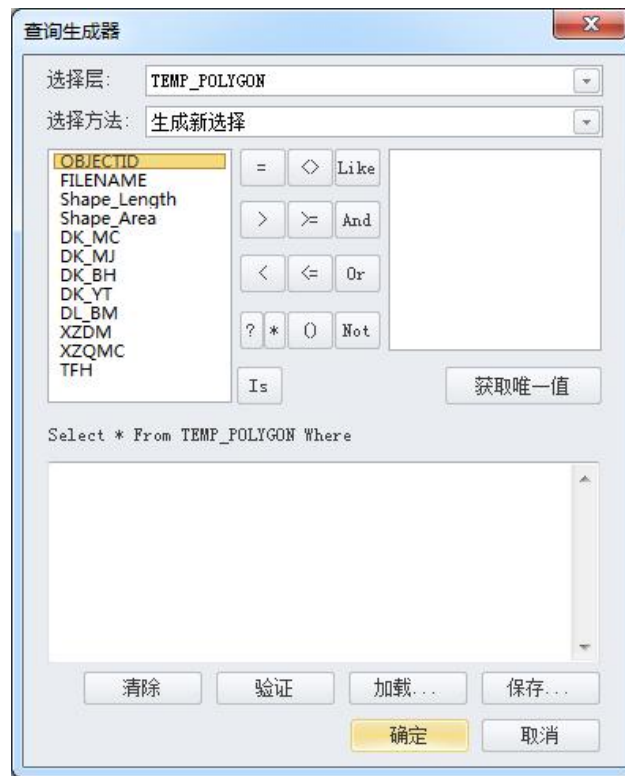 查询生成器
选择层: TEMP_POLYGON
选择方法: 生成新选择
OBJECTID
FILENAME
Shape_Length
Shape_Area
DK_MC
DK_MJ
DK_BH
DK_YT
DL_BM
XZDM
XZQMC
TFH
= <> Like
> >= And
< <= Or
? * () Not
Is 获取唯一值
Select * From TEMP_POLYGON Where
清除 验证 加载... 保存...
确定 取消